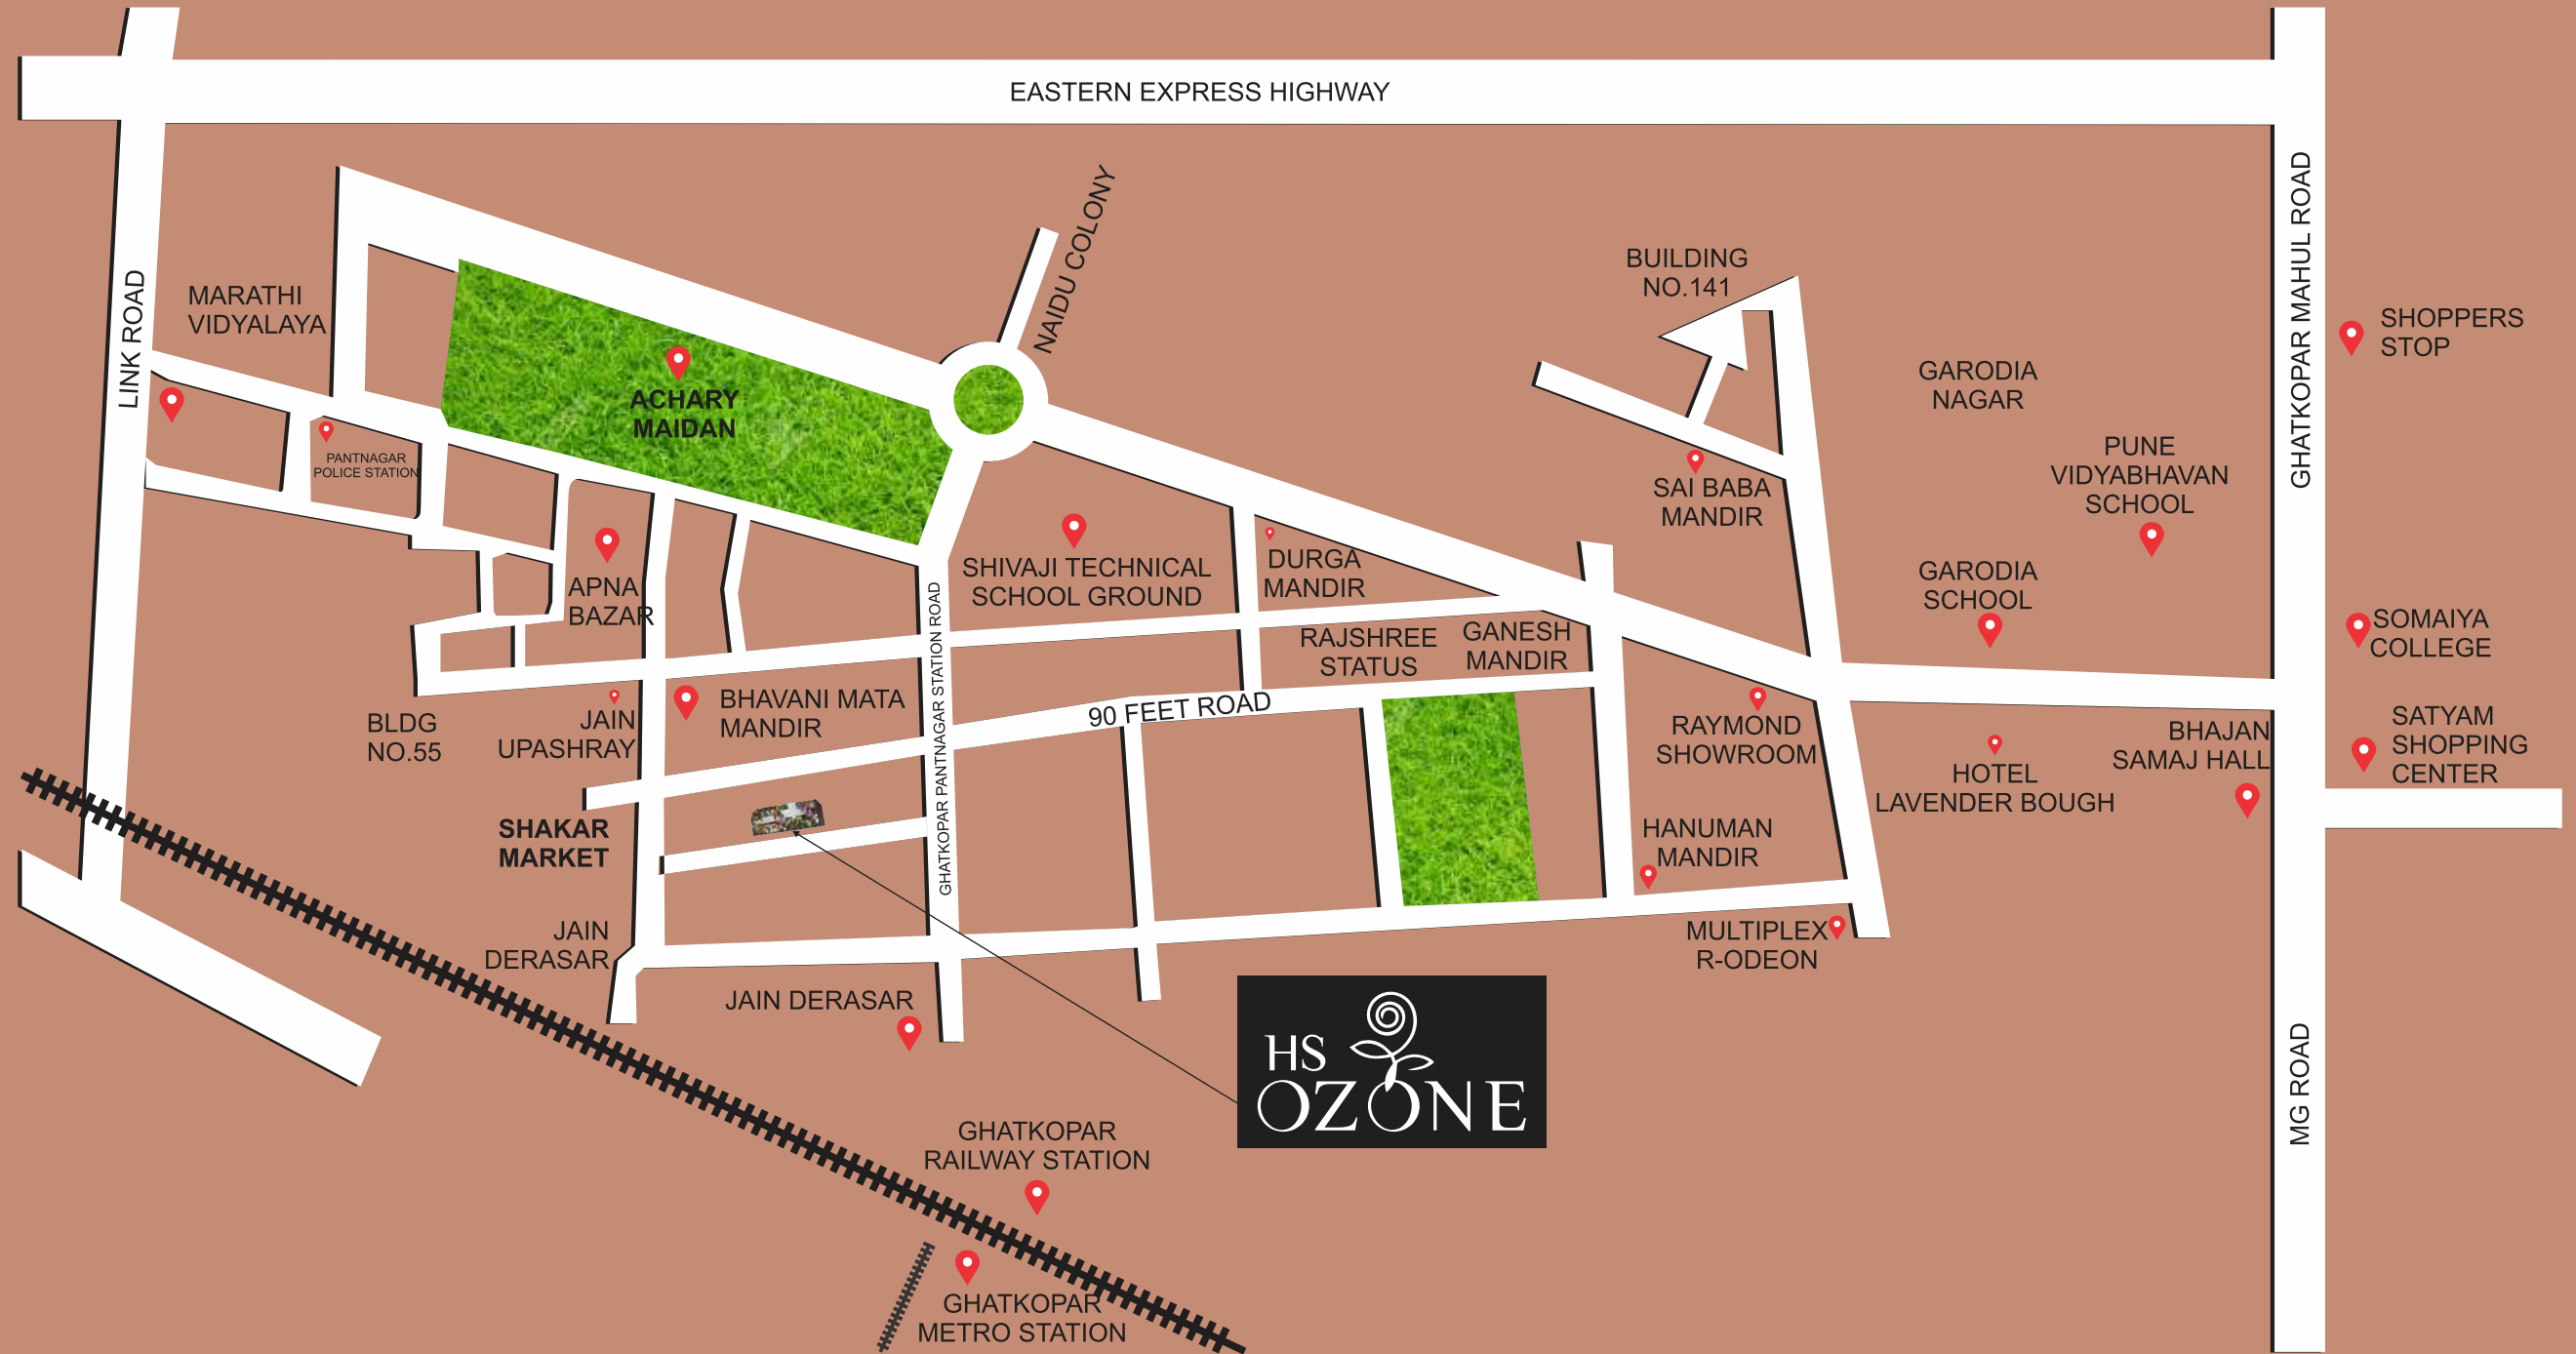 EASTERN EXPRESS HIGHWAY
NAIDU COLONY
GHATKOPAR MAHUL ROAD
LINK ROAD
MARATHI
VIDYALAYA
BUILDING
NO.141
SHOPPERS
STOP
GARODIA
NAGAR
ACHARY
MAIDAN
PANTNAGAR
POLICE STATION
PUNE
VIDYABHAVAN
SCHOOL
SAI BABA
MANDIR
APNA
BAZAR
SHIVAJI TECHNICAL
SCHOOL GROUND
DURGA
MANDIR
GARODIA
SCHOOL
SOMAIYA
COLLEGE
RAJSHREE
STATUS
GANESH
MANDIR
GHATKOPAR PANTNAGAR STATION ROAD
BLDG
NO.55
JAIN
UPASHRAY
BHAVANI MATA
MANDIR
90 FEET ROAD
RAYMOND
SHOWROOM
HOTEL
LAVENDER BOUGH
BHAJAN
SAMAJ HALL
SATYAM
SHOPPING
CENTER
SHAKAR
MARKET
HANUMAN
MANDIR
JAIN
DERASAR
MULTIPLEX
R-ODEON
JAIN DERASAR
HS
OZONE
MG ROAD
GHATKOPAR
RAILWAY STATION
GHATKOPAR
METRO STATION